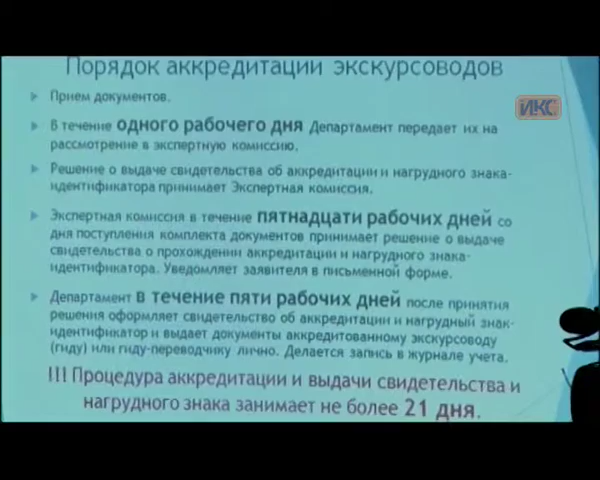 Порядок аккредитации экскурсоводов
Прием документов.
ИКС
В течение одного рабочего дня Департамент передает их на
рассмотрение в экспертную комиссию.
Решение о выдаче свидетельства об аккредитации и нагрудного знака-
идентификатора принимает Экспертная комиссия.
Экспертная комиссия в течение пятнадцати рабочих дней со
дня поступления комплекта документов принимает решение о выдаче
свидетельства о прохождении аккредитации и нагрудного знака-
идентификатора. Уведомляет заявителя в письменной форме.
Департамент в течение пяти рабочих дней после принятия
решения оформляет свидетельство об аккредитации и нагрудный знак-
идентификатор и выдает документы аккредитованному экскурсоводу
(гиду) или гиду-переводчику лично. Делается запись в журнале учета.
!!! Процедура аккредитации и выдачи свидетельства и
нагрудного знака занимает не более 21 дня.